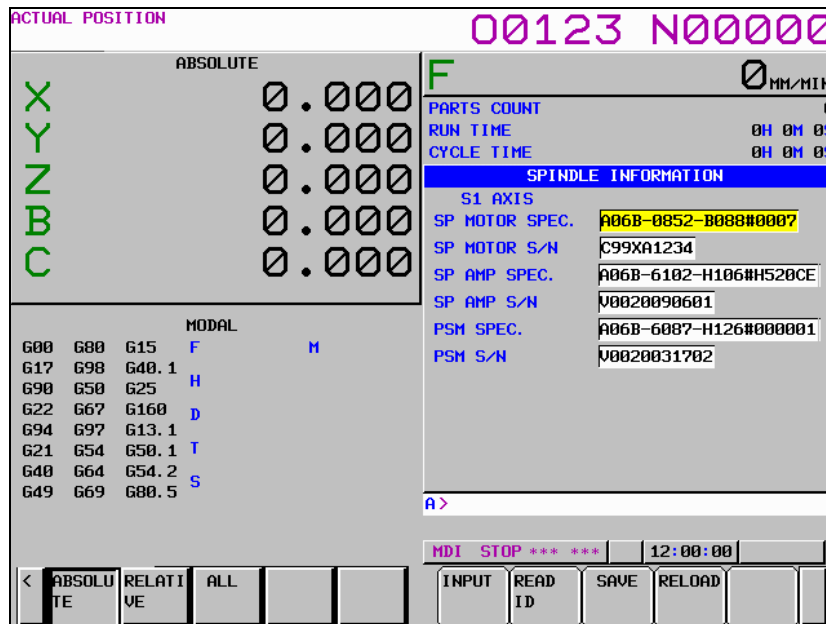 ACTUAL POSITION
O0123 N00000
ABSOLUTE
X 0.000
Y 0.000
Z 0.000
B 0.000
C 0.000
F 0 MM/MI
PARTS COUNT
RUN TIME 0H 0M 0
CYCLE TIME 0H 0M 0
SPINDLE INFORMATION
S1 AXIS
SP MOTOR SPEC. A06B-0852-B088#0007
SP MOTOR S/N C99XA1234
SP AMP SPEC. A06B-6102-H106#H520CE
SP AMP S/N V0020090601
PSM SPEC. A06B-6087-H126#000001
PSM S/N V0020031702
MODAL
G00 G80 G15 F M
G17 G98 G40.1
G90 G50 G25 H
G22 G67 G160 D
G94 G97 G13.1
G21 G54 G50.1 T
G40 G64 G54.2 S
G49 G69 G80.5
A>
MDI STOP *** *** 12:00:00
< ABSOLUTE RELATIVE ALL
INPUT READ ID SAVE RELOAD